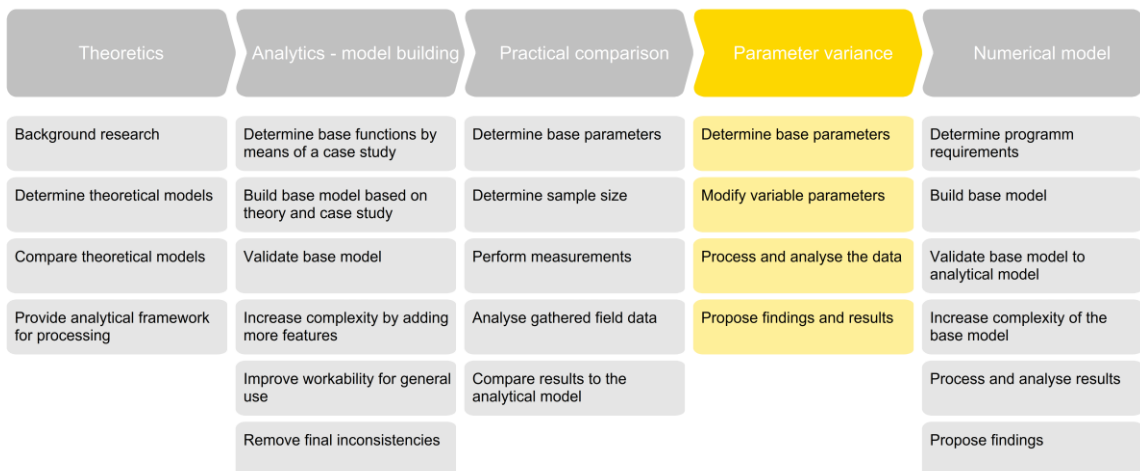 Theoretics
Analytics - model building
Practical comparison
Parameter variance
Numerical model
Background research
Determine theoretical models
Compare theoretical models
Provide analytical framework
for processing
Determine base functions by
means of a case study
Build base model based on
theory and case study
Validate base model
Increase complexity by adding
more features
Improve workability for general
use
Remove final inconsistencies
Determine base parameters
Determine sample size
Perform measurements
Analyse gathered field data
Compare results to the
analytical model
Determine base parameters
Modify variable parameters
Process and analyse the data
Propose findings and results
Determine programm
requirements
Build base model
Validate base model to
analytical model
Increase complexity of the
base model
Process and analyse results
Propose findings